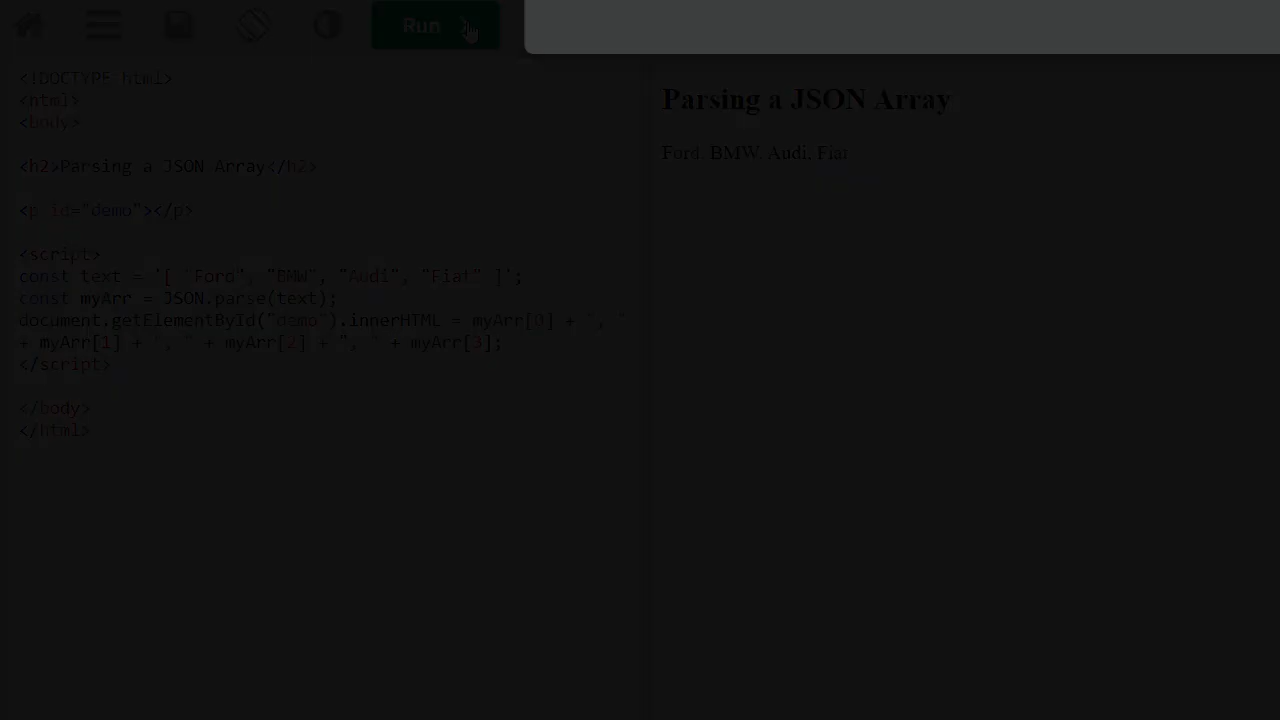 Run
<!DOCTYPE html>
<html>
<body>
<h2>Parsing a JSON Array</h2>
<p id="demo"></p>
<script>
const text = '[ "Ford", "BMW", "Audi", "Fiat" ]';
const myArr = JSON.parse(text);
document.getElementById("demo").innerHTML = myArr[0] + ", "
+ myArr[1] + ", " + myArr[2] + ", " + myArr[3];
</script>
</body>
</html>
Parsing a JSON Array
Ford, BMW, Audi, Fiat